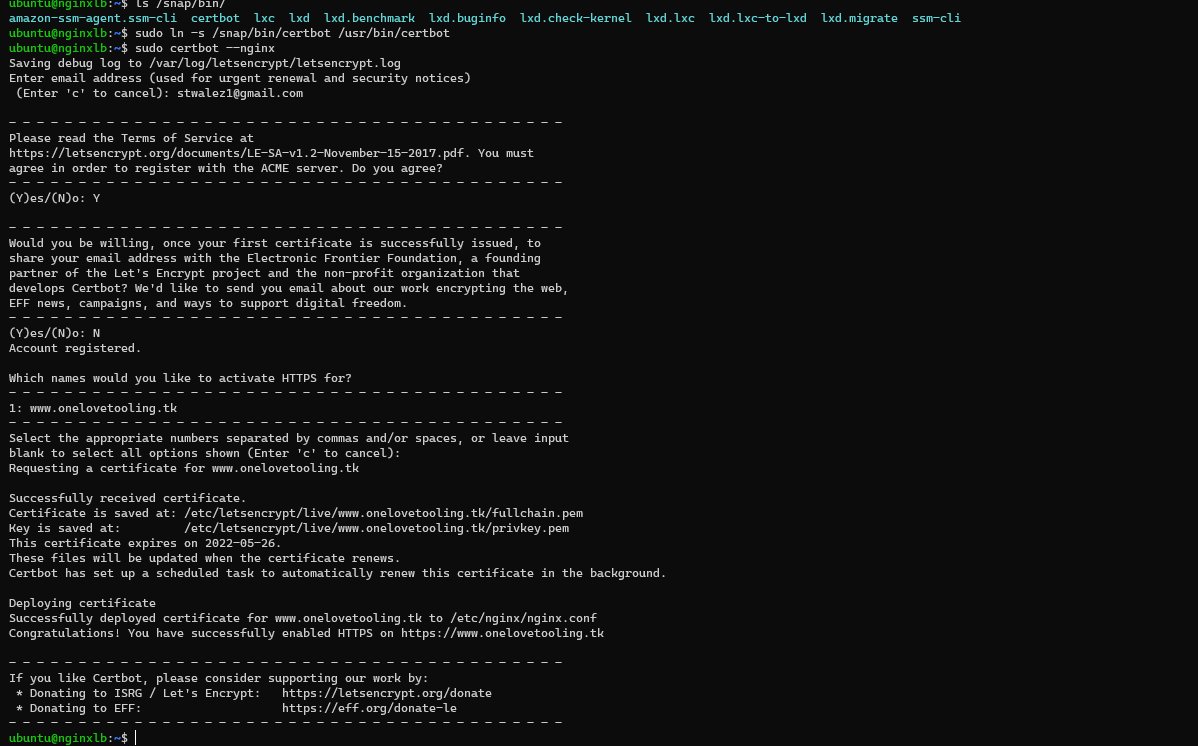 ubuntu@nginxlb:~$ ls /snap/bin/
amazon-ssm-agent.ssm-cli  certbot  lxc  lxd  lxd.benchmark  lxd.buginfo  lxd.check-kernel  lxd.lxc  lxd.lxc-to-lxd  lxd.migrate  ssm-cli
ubuntu@nginxlb:~$ sudo ln -s /snap/bin/certbot /usr/bin/certbot
ubuntu@nginxlb:~$ sudo certbot --nginx
Saving debug log to /var/log/letsencrypt/letsencrypt.log
Enter email address (used for urgent renewal and security notices)
 (Enter 'c' to cancel): stwalez1@gmail.com

- - - - - - - - - - - - - - - - - - - - - - - - - - - - - - - - - - - - - - - -
Please read the Terms of Service at
https://letsencrypt.org/documents/LE-SA-v1.2-November-15-2017.pdf. You must
agree in order to register with the ACME server. Do you agree?
- - - - - - - - - - - - - - - - - - - - - - - - - - - - - - - - - - - - - - - -
(Y)es/(N)o: Y

- - - - - - - - - - - - - - - - - - - - - - - - - - - - - - - - - - - - - - - -
Would you be willing, once your first certificate is successfully issued, to
share your email address with the Electronic Frontier Foundation, a founding
partner of the Let's Encrypt project and the non-profit organization that
develops Certbot? We'd like to send you email about our work encrypting the web,
EFF news, campaigns, and ways to support digital freedom.
- - - - - - - - - - - - - - - - - - - - - - - - - - - - - - - - - - - - - - - -
(Y)es/(N)o: N
Account registered.

Which names would you like to activate HTTPS for?
- - - - - - - - - - - - - - - - - - - - - - - - - - - - - - - - - - - - - - - -
1: www.onelovetooling.tk
- - - - - - - - - - - - - - - - - - - - - - - - - - - - - - - - - - - - - - - -
Select the appropriate numbers separated by commas and/or spaces, or leave input
blank to select all options shown (Enter 'c' to cancel):
Requesting a certificate for www.onelovetooling.tk

Successfully received certificate.
Certificate is saved at: /etc/letsencrypt/live/www.onelovetooling.tk/fullchain.pem
Key is saved at:         /etc/letsencrypt/live/www.onelovetooling.tk/privkey.pem
This certificate expires on 2022-05-26.
These files will be updated when the certificate renews.
Certbot has set up a scheduled task to automatically renew this certificate in the background.

Deploying certificate
Successfully deployed certificate for www.onelovetooling.tk to /etc/nginx/nginx.conf
Congratulations! You have successfully enabled HTTPS on https://www.onelovetooling.tk

- - - - - - - - - - - - - - - - - - - - - - - - - - - - - - - - - - - - - - - -
If you like Certbot, please consider supporting our work by:
 * Donating to ISRG / Let's Encrypt:   https://letsencrypt.org/donate
 * Donating to EFF:                    https://eff.org/donate-le
- - - - - - - - - - - - - - - - - - - - - - - - - - - - - - - - - - - - - - - -
ubuntu@nginxlb:~$